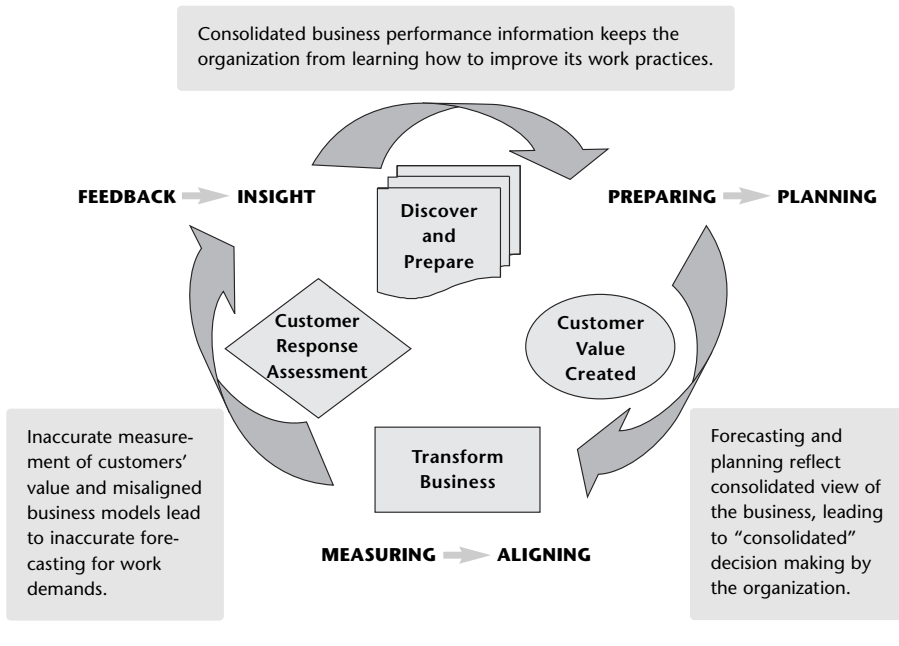 Consolidated business performance information keeps the
organization from learning how to improve its work practices.
FEEDBACK INSIGHT
PREPARING PLANNING
Discover
and
Prepare
Customer
Response
Assessment
Customer
Value
Created
Inaccurate measure-
ment of customers’
value and misaligned
business models lead
to inaccurate fore-
casting for work
demands.
Transform
Business
Forecasting and
planning reflect
consolidated view of
the business, leading
to “consolidated”
decision making by
the organization.
MEASURING ALIGNING